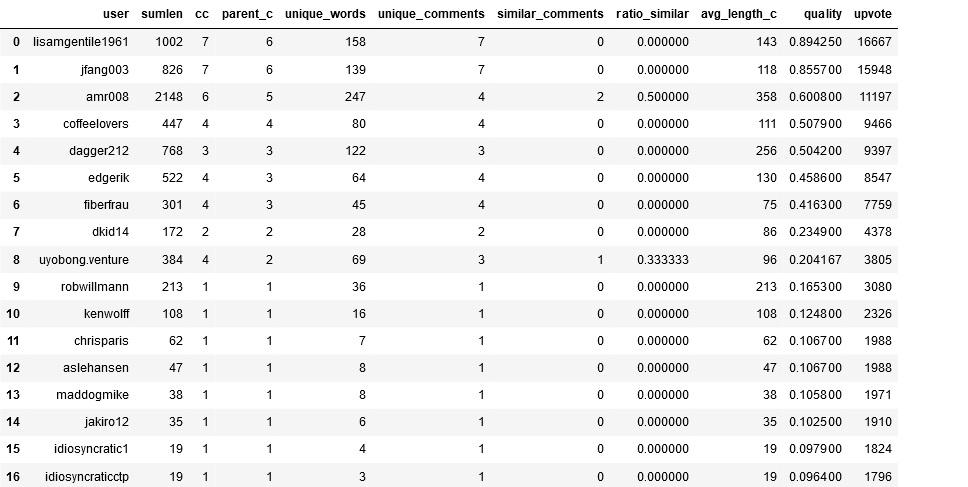 user sumlen cc parent_c unique_words unique_comments similar_comments ratio_similar avg_length_c quality upvote
0 lisamgentile1961 1002 7 6 158 7 0 0.000000 143 0.894250 16667
1 jfang003 826 7 6 139 7 0 0.000000 118 0.855700 15948
2 amr008 2148 6 5 247 4 2 0.500000 358 0.600800 11197
3 coffeelovers 447 4 4 80 4 0 0.000000 111 0.507900 9466
4 dagger212 768 3 3 122 3 0 0.000000 256 0.504200 9397
5 edgerik 522 4 3 64 4 0 0.000000 130 0.458600 8547
6 fiberfrau 301 4 3 45 4 0 0.000000 75 0.416300 7759
7 dkid14 172 2 2 28 2 0 0.000000 86 0.234900 4378
8 uyobong.venture 384 4 2 69 3 1 0.333333 96 0.204167 3805
9 robwillmann 213 1 1 36 1 0 0.000000 213 0.165300 3080
10 kenwolff 108 1 1 16 1 0 0.000000 108 0.124800 2326
11 chrisparis 62 1 1 7 1 0 0.000000 62 0.106700 1988
12 aslehansen 47 1 1 8 1 0 0.000000 47 0.106700 1988
13 maddogmike 38 1 1 8 1 0 0.000000 38 0.105800 1971
14 jakiro12 35 1 1 6 1 0 0.000000 35 0.102500 1910
15 idiosyncratic1 19 1 1 4 1 0 0.000000 19 0.097900 1824
16 idiosyncraticctp 19 1 1 3 1 0 0.000000 19 0.096400 1796